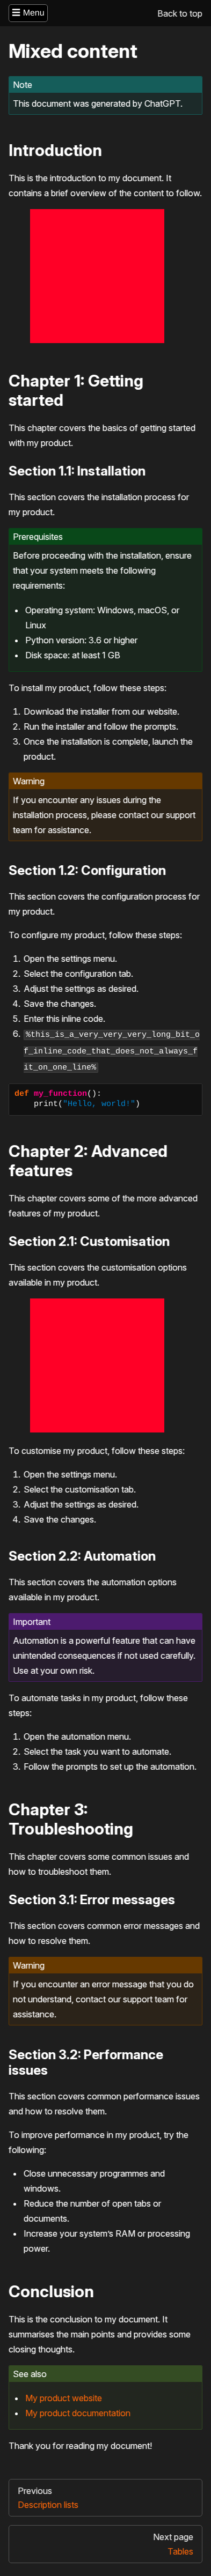 Menu
Back to top
Mixed content
Note
This document was generated by ChatGPT.
Introduction
This is the introduction to my document. It
contains a brief overview of the content to follow.
Chapter 1: Getting
started
This chapter covers the basics of getting started
with my product.
Section 1.1: Installation
This section covers the installation process for
my product.
Prerequisites
Before proceeding with the installation, ensure
that your system meets the following
requirements:
• Operating system: Windows, macOS, or
Linux
• Python version: 3.6 or higher
• Disk space: at least 1 GB
To install my product, follow these steps:
1. Download the installer from our website.
2. Run the installer and follow the prompts.
3. Once the installation is complete, launch the
product.
Warning
If you encounter any issues during the
installation process, please contact our support
team for assistance.
Section 1.2: Configuration
This section covers the configuration process for
my product.
To configure my product, follow these steps:
1. Open the settings menu.
2. Select the configuration tab.
3. Adjust the settings as desired.
4. Save the changes.
5. Enter this inline code.
6. %this_is_a_very_very_very_long_bit_o
f_inline_code_that_does_not_always_f
it_on_one_line%
def my_function():
    print("Hello, world!")
Chapter 2: Advanced
features
This chapter covers some of the more advanced
features of my product.
Section 2.1: Customisation
This section covers the customisation options
available in my product.
To customise my product, follow these steps:
1. Open the settings menu.
2. Select the customisation tab.
3. Adjust the settings as desired.
4. Save the changes.
Section 2.2: Automation
This section covers the automation options
available in my product.
Important
Automation is a powerful feature that can have
unintended consequences if not used carefully.
Use at your own risk.
To automate tasks in my product, follow these
steps:
1. Open the automation menu.
2. Select the task you want to automate.
3. Follow the prompts to set up the automation.
Chapter 3:
Troubleshooting
This chapter covers some common issues and
how to troubleshoot them.
Section 3.1: Error messages
This section covers common error messages and
how to resolve them.
Warning
If you encounter an error message that you do
not understand, contact our support team for
assistance.
Section 3.2: Performance
issues
This section covers common performance issues
and how to resolve them.
To improve performance in my product, try the
following:
• Close unnecessary programmes and
windows.
• Reduce the number of open tabs or
documents.
• Increase your system's RAM or processing
power.
Conclusion
This is the conclusion to my document. It
summarises the main points and provides some
closing thoughts.
See also
• My product website
• My product documentation
Thank you for reading my document!
Previous
Description lists
Next page
Tables